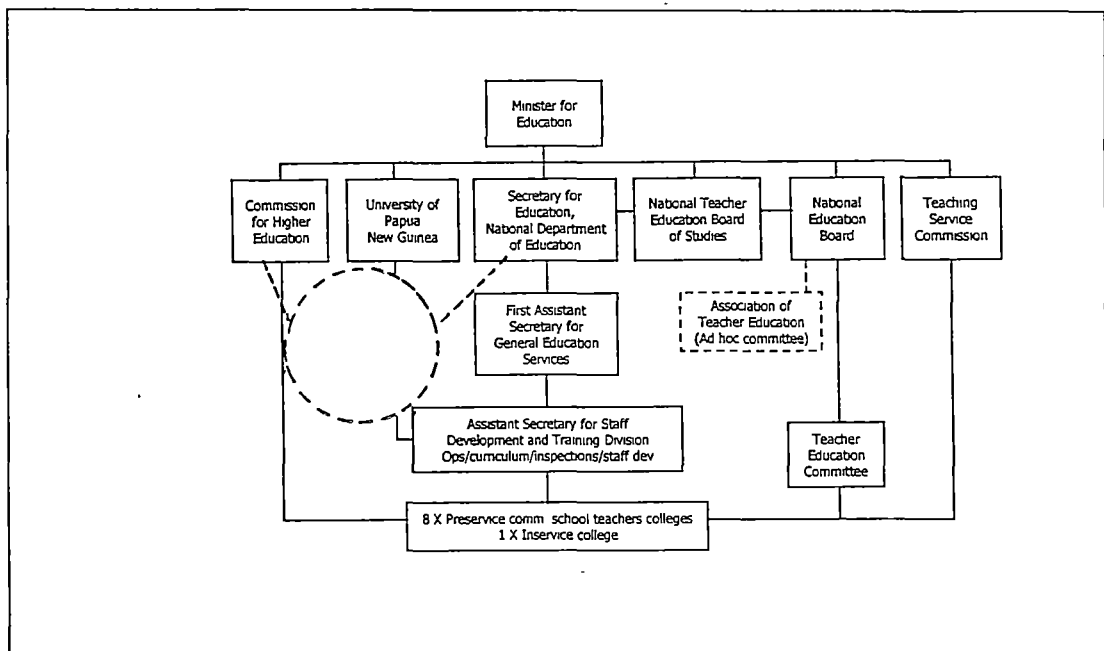 Minister for
Education
Commission
for Higher
Education
University of
Papua
New Guinea
Secretary for
Education,
National Department
of Education
National Teacher
Education Board
of Studies
National
Education
Board
Teaching
Service
Commission
First Assistant
Secretary for
General Education
Services
Association of
Teacher Education
(Ad hoc committee)
Assistant Secretary for Staff
Development and Training Division
Ops/curriculum/inspections/staff dev
Teacher
Education
Committee
8 X Preservice comm school teachers colleges
1 X Inservice college